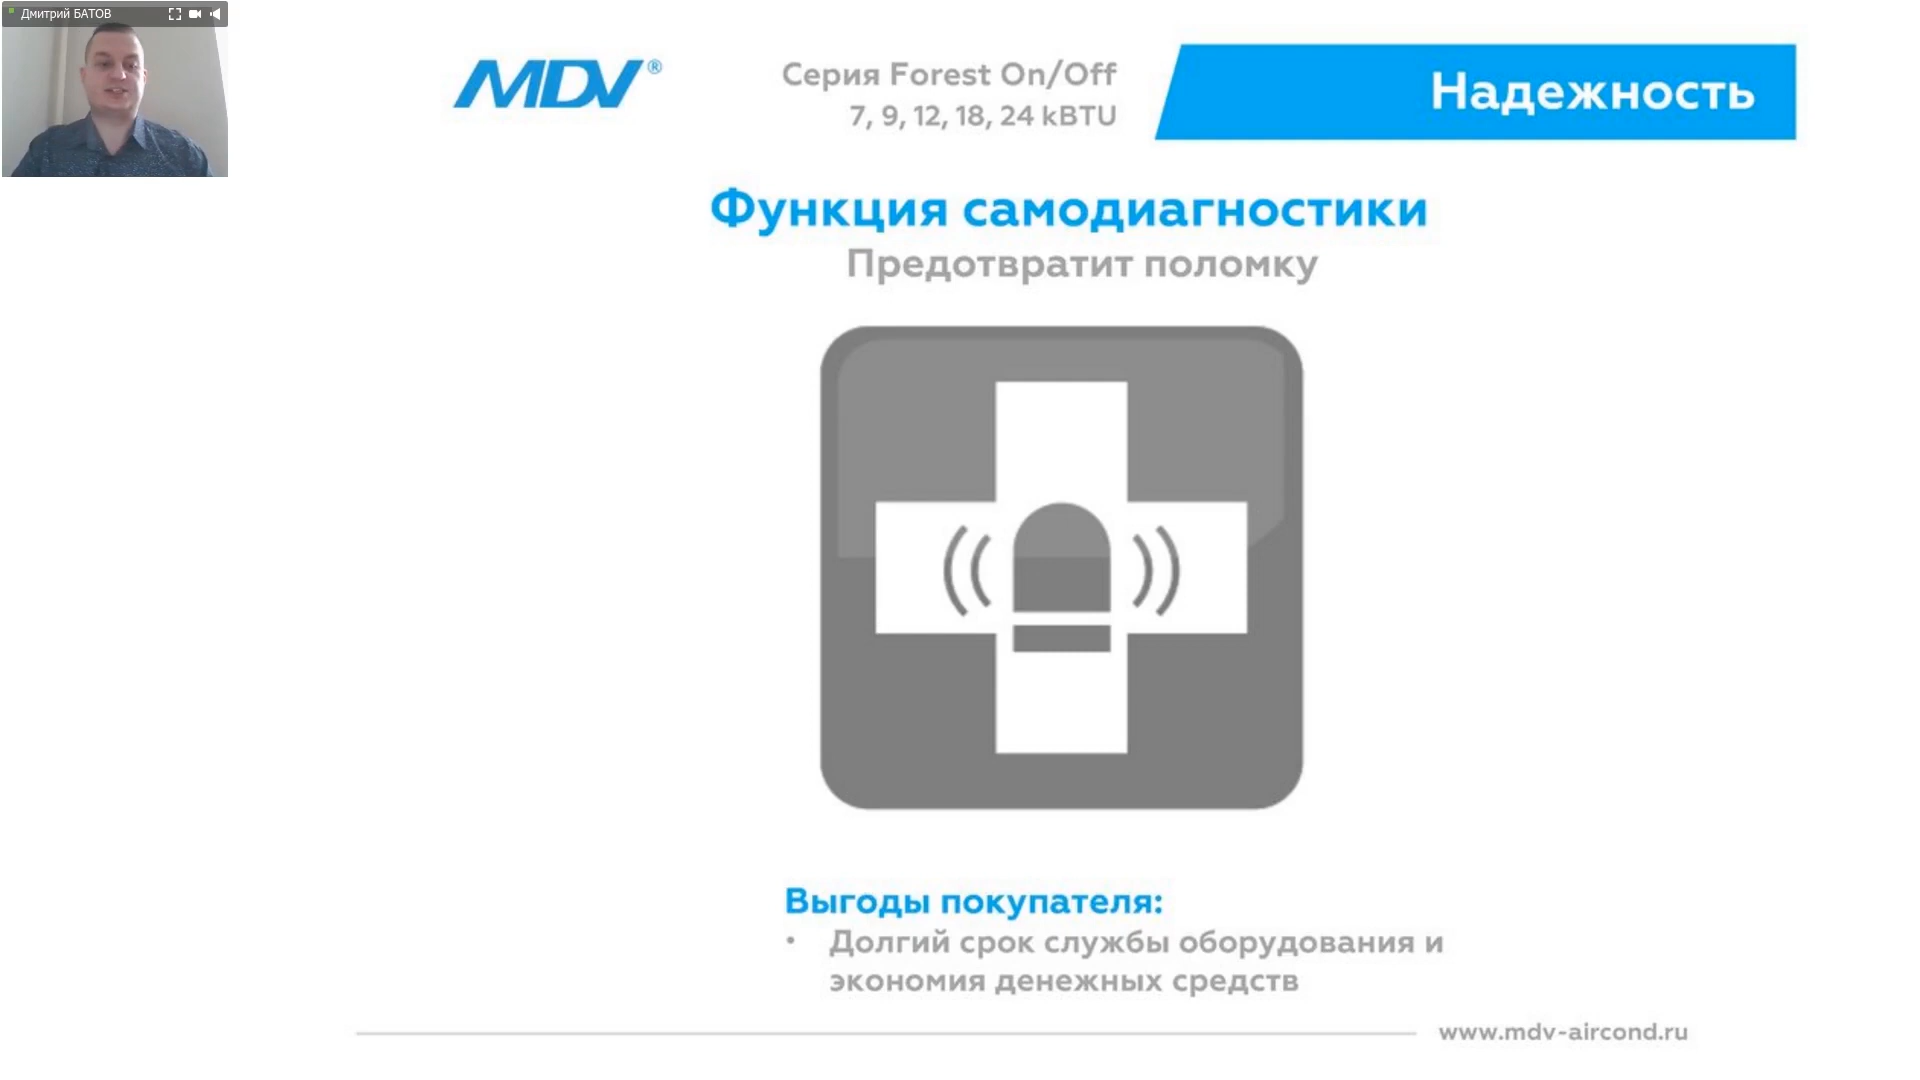 Дмитрий БАТОВ
MDV®
Серия Forest On/Off
7, 9, 12, 18, 24 kBTU
Надежность
Функция самодиагностики
Предотвратит поломку
Выгоды покупателя:
• Долгий срок службы оборудования и
экономия денежных средств
www.mdv-aircond.ru